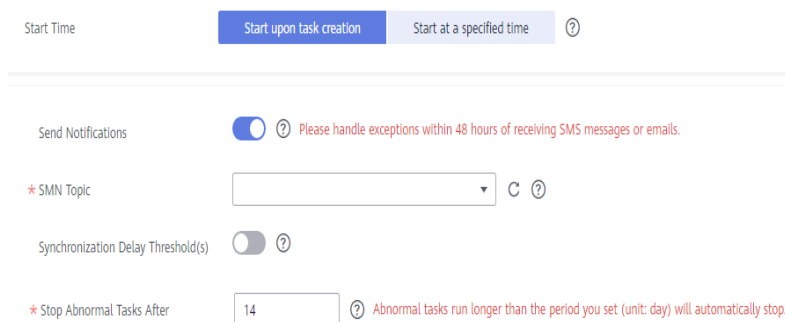 Start Time Start upon task creation Start at a specified time
Send Notifications Please handle exceptions within 48 hours of receiving SMS messages or emails.
* SMN Topic
Synchronization Delay Threshold(s)
* Stop Abnormal Tasks After 14 Abnormal tasks run longer than the period you set (unit: day) will automatically stop.